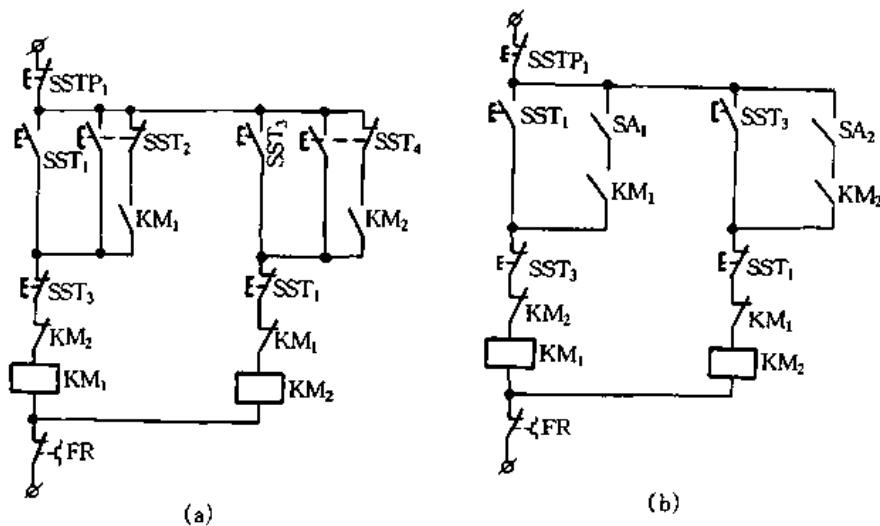 SSTP₁
SST₁
SST₂
KM₁
SST₃
SST₄
KM₂
SST₃
KM₂
KM₁
SST₁
KM₁
KM₂
FR
(a)
SSTP₁
SST₁
SA₁
KM₁
SST₃
SA₂
KM₂
SST₃
KM₂
KM₁
SST₁
KM₁
KM₂
FR
(b)